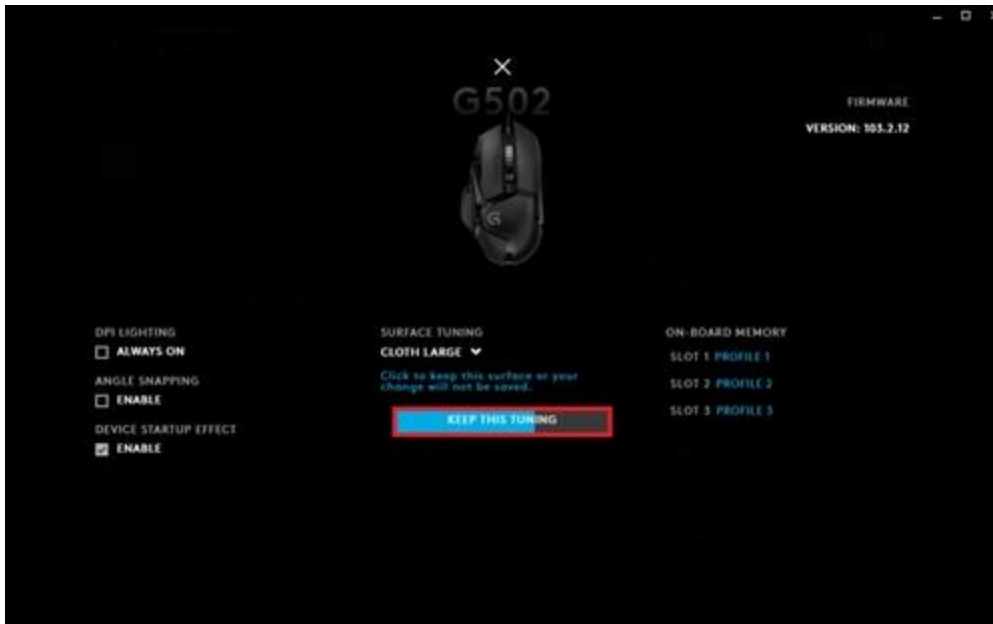 G502
FIRMWARE
VERSION: 103.2.12
DPI LIGHTING
ALWAYS ON
ANGLE SNAPPING
ENABLE
DEVICE STARTUP EFFECT
ENABLE
SURFACE TUNING
CLOTH LARGE
Click to keep this surface or your
change will not be saved.
KEEP THIS TUNING
ON-BOARD MEMORY
SLOT 1 PROFILE 1
SLOT 2 PROFILE 2
SLOT 3 PROFILE 3